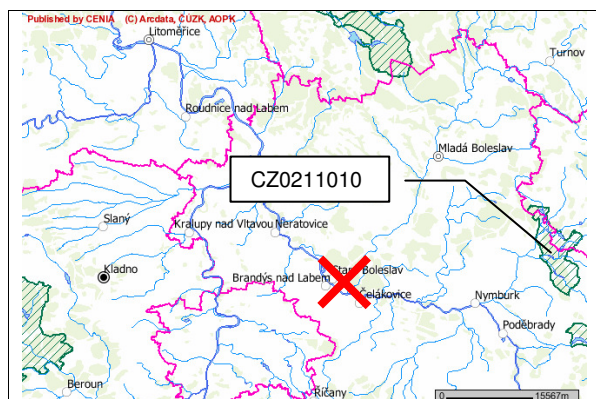 Published by CENIA (C) Arcdata, CÚZK, AOPK
Litoměřice
Turnov
Roudnice nad Labem
Mladá Boleslav
CZ0211010
Slaný
Kralupy nad Vltavou
Neratovice
Kladno
Stará Boleslav
Brandýs nad Labem
Čelákovice
Nymburk
Poděbrady
Beroun
Říčany
0 15567m